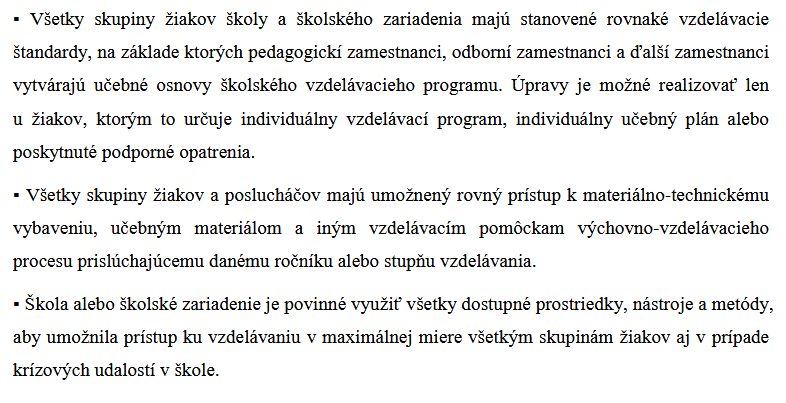 ▪ Všetky skupiny žiakov školy a školského zariadenia majú stanovené rovnaké vzdelávacie
štandardy, na základe ktorých pedagogickí zamestnanci, odborní zamestnanci a ďalší zamestnanci
vytvárajú učebné osnovy školského vzdelávacieho programu. Úpravy je možné realizovať len
u žiakov, ktorým to určuje individuálny vzdelávací program, individuálny učebný plán alebo
poskytnuté podporné opatrenia.
▪ Všetky skupiny žiakov a poslucháčov majú umožnený rovný prístup k materiálno-technickému
vybaveniu, učebným materiálom a iným vzdelávacím pomôckam výchovno-vzdelávacieho
procesu prislúchajúcemu danému ročníku alebo stupňu vzdelávania.
▪ Škola alebo školské zariadenie je povinné využiť všetky dostupné prostriedky, nástroje a metódy,
aby umožnila prístup ku vzdelávaniu v maximálnej miere všetkým skupinám žiakov aj v prípade
krízových udalostí v škole.